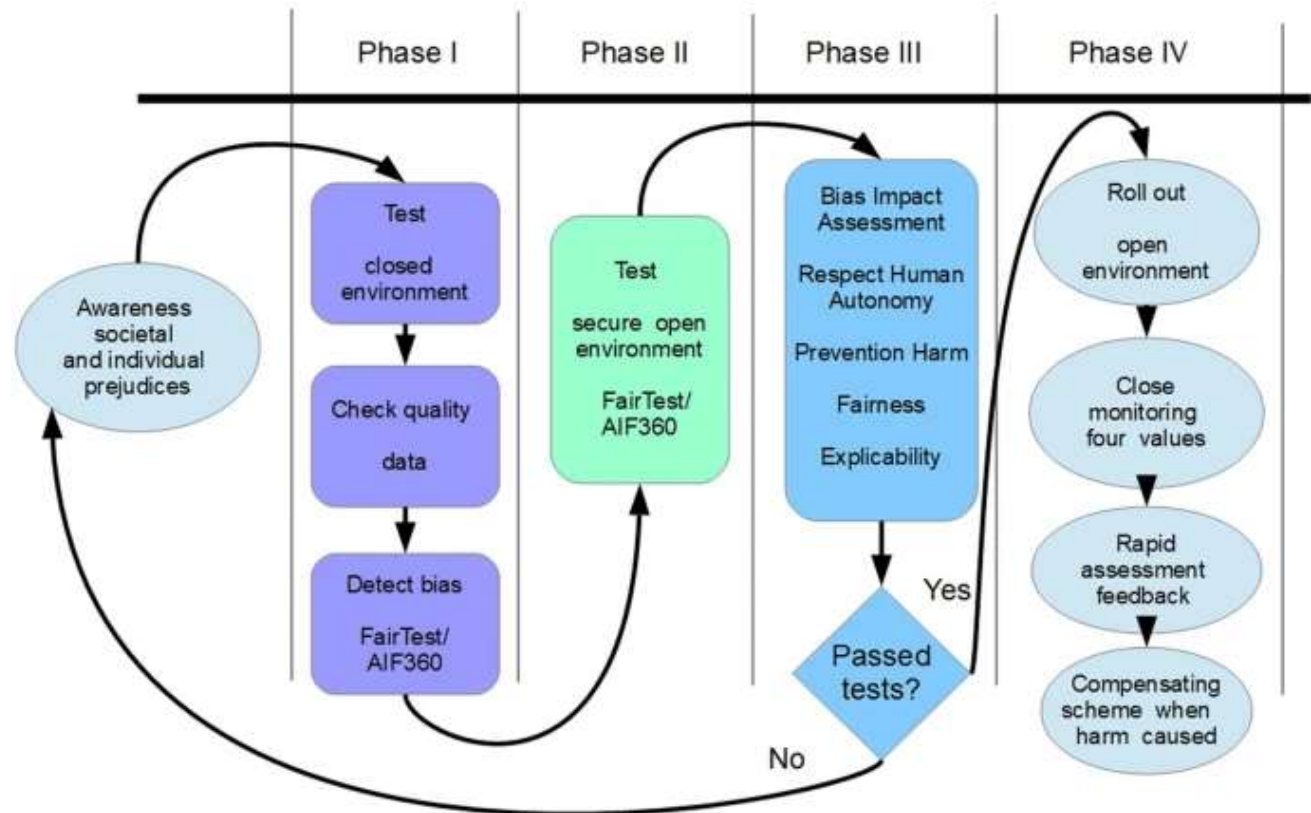 Phase I
Phase II
Phase III
Phase IV
Awareness
societal
and individual
prejudices
Test
closed
environment
Check quality
data
Detect bias
FairTest/
AIF360
Test
secure open
environment
FairTest/
AIF360
Bias Impact
Assessment
Respect Human
Autonomy
Prevention Harm
Fairness
Explicability
Passed
tests?
Yes
No
Roll out
open
environment
Close
monitoring
four values
Rapid
assessment
feedback
Compensating
scheme when
harm caused